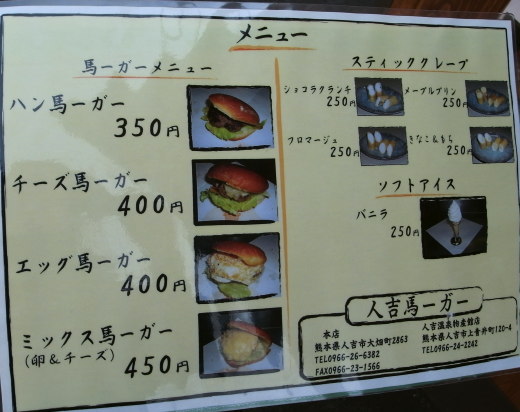 メニュー
馬ーガーメニュー
ハン馬ーガー
350円
チーズ馬ーガー
400円
エッグ馬ーガー
400円
ミックス馬ーガー
(卵&チーズ)
450円
スティッククレープ
ショコラクランチ
250円
メープルプリン
250円
フロマージュ
250円
きなこ&もち
250円
ソフトアイス
バニラ
250円
人吉馬ーガー
本店
熊本県人吉市大畑町2863
TEL0966-26-6382
FAX0966-23-1566
人吉温泉物産館店
熊本県人吉市上青井町120-4
TEL0966-24-2242